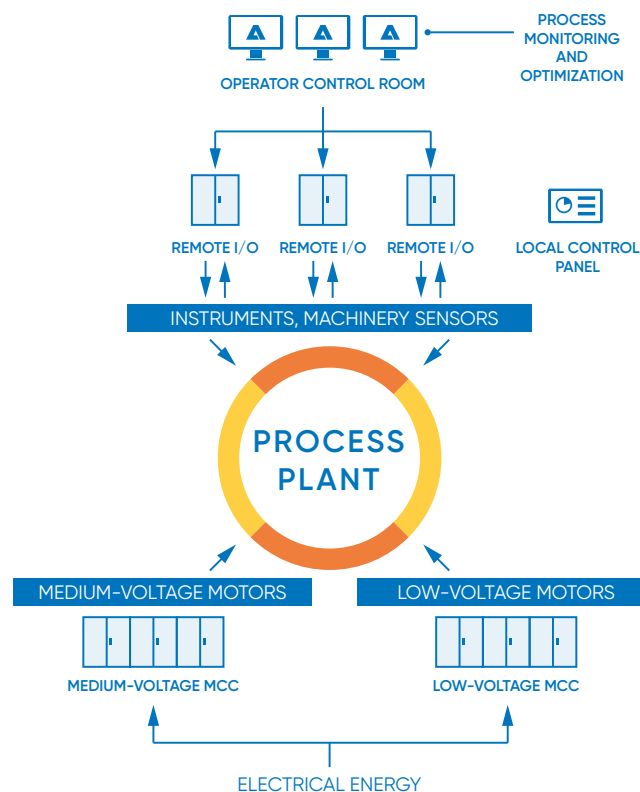 PROCESS
MONITORING
AND
OPTIMIZATION
OPERATOR CONTROL ROOM
REMOTE I/O
REMOTE I/O
REMOTE I/O
LOCAL CONTROL
PANEL
INSTRUMENTS, MACHINERY SENSORS
PROCESS
PLANT
MEDIUM-VOLTAGE MOTORS
LOW-VOLTAGE MOTORS
MEDIUM-VOLTAGE MCC
LOW-VOLTAGE MCC
ELECTRICAL ENERGY